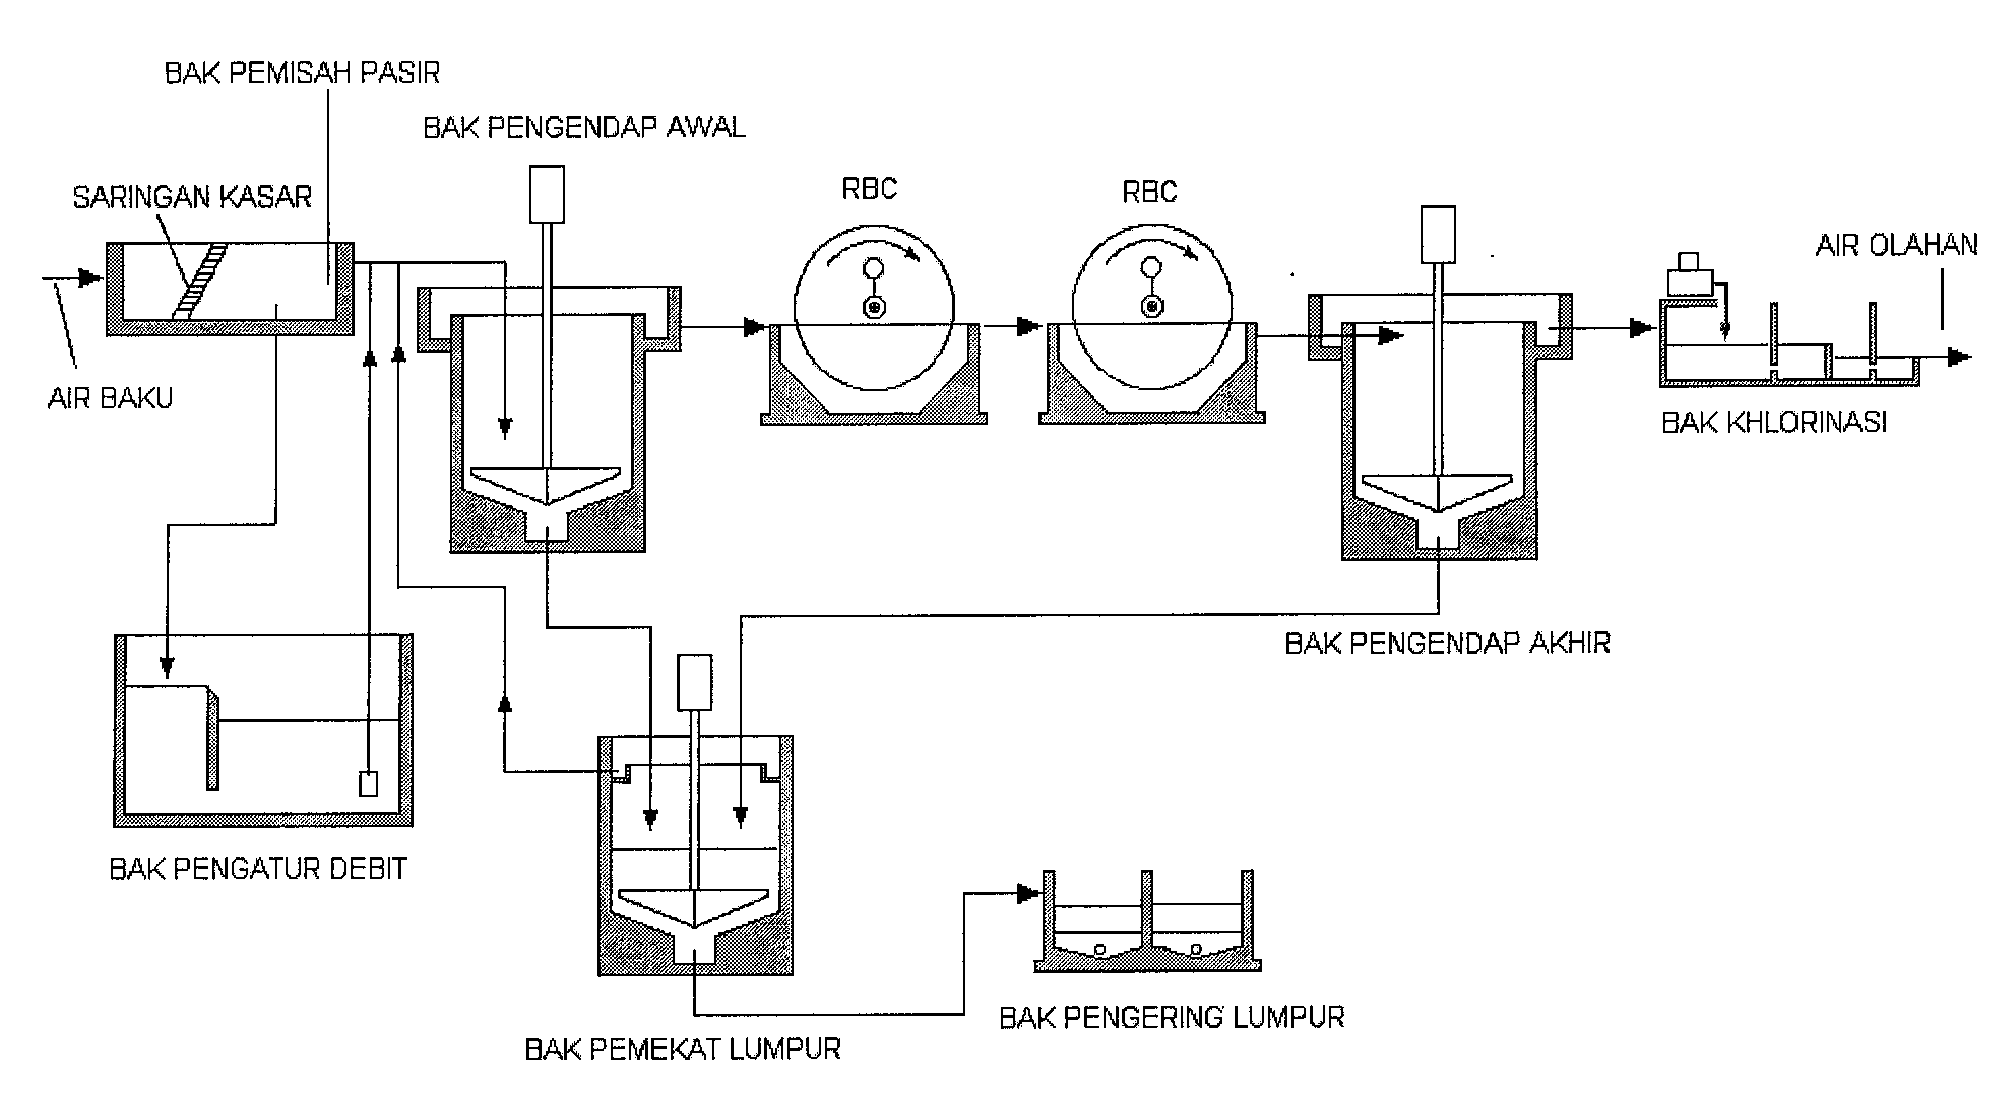 BAK PEMISAH PASIR
BAK PENGENDAP AWAL
SARINGAN KASAR
RBC
RBC
AIR OLAHAN
AIR BAKU
BAK KHLORINASI
BAK PENGENDAP AKHIR
BAK PENGATUR DEBIT
BAK PENGERING LUMPUR
BAK PEMEKAT LUMPUR